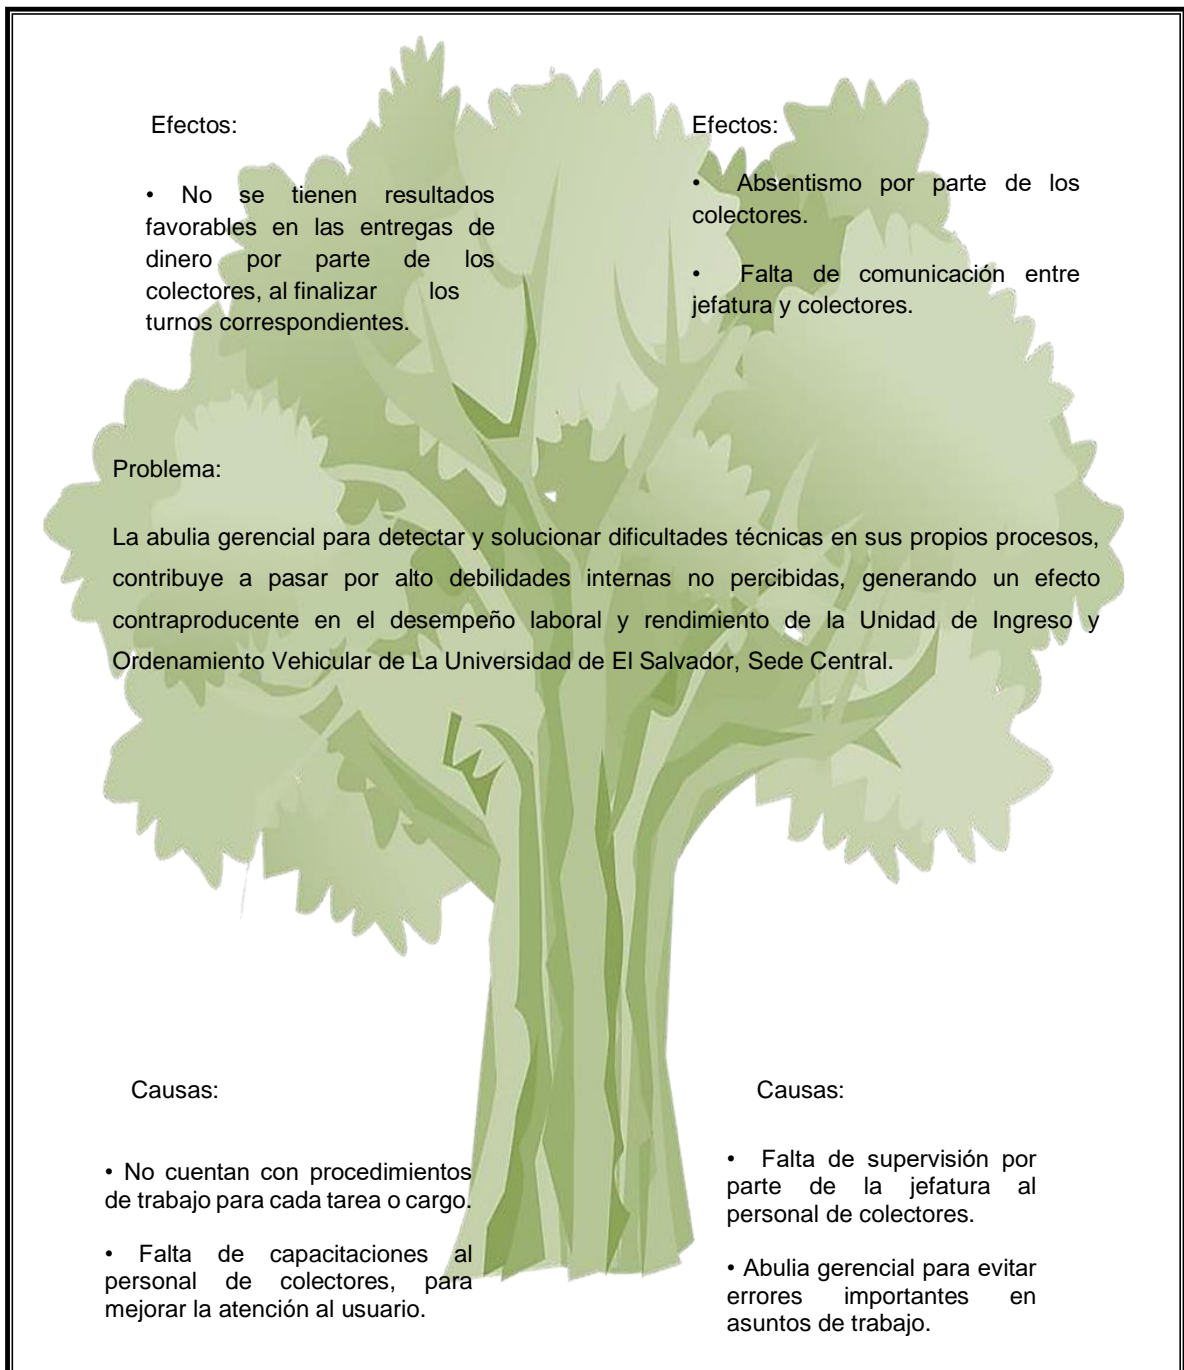 Efectos:
• No se tienen resultados
favorables en las entregas de
dinero por parte de los
colectores, al finalizar los
turnos correspondientes.
Efectos:
• Absentismo por parte de los
colectores.
• Falta de comunicación entre
jefatura y colectores.
Problema:
La abulia gerencial para detectar y solucionar dificultades técnicas en sus propios procesos,
contribuye a pasar por alto debilidades internas no percibidas, generando un efecto
contraproducente en el desempeño laboral y rendimiento de la Unidad de Ingreso y
Ordenamiento Vehicular de La Universidad de El Salvador, Sede Central.
Causas:
• No cuentan con procedimientos
de trabajo para cada tarea o cargo.
• Falta de capacitaciones al
personal de colectores, para
mejorar la atención al usuario.
Causas:
• Falta de supervisión por
parte de la jefatura al
personal de colectores.
• Abulia gerencial para evitar
errores importantes en
asuntos de trabajo.